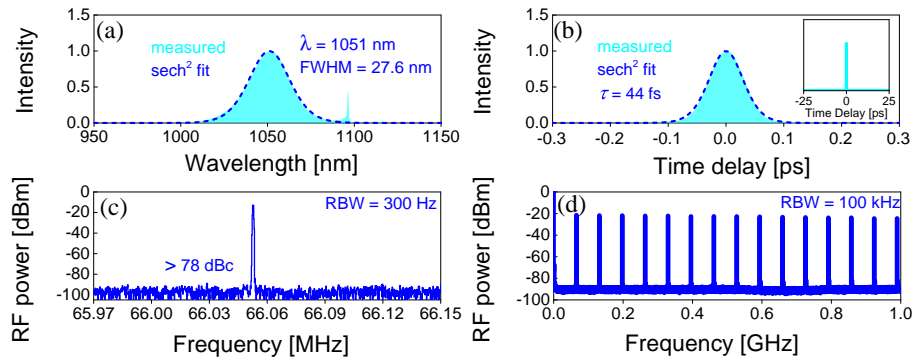 (a)
measured
sech² fit
λ = 1051 nm
FWHM = 27.6 nm
Intensity
1.5
1.0
0.5
0.0
950 1000 1050 1100 1150
Wavelength [nm]
(b)
measured
sech² fit
τ = 44 fs
-25 0 25
Time Delay [ps]
Intensity
1.5
1.0
0.5
0.0
-0.3 -0.2 -0.1 0.0 0.1 0.2 0.3
Time delay [ps]
(c)
RBW = 300 Hz
> 78 dBc
RF power [dBm]
0
-20
-40
-60
-80
-100
65.97 66.00 66.03 66.06 66.09 66.12 66.15
Frequency [MHz]
(d)
RBW = 100 kHz
RF power [dBm]
0
-20
-40
-60
-80
-100
0.0 0.2 0.4 0.6 0.8 1.0
Frequency [GHz]